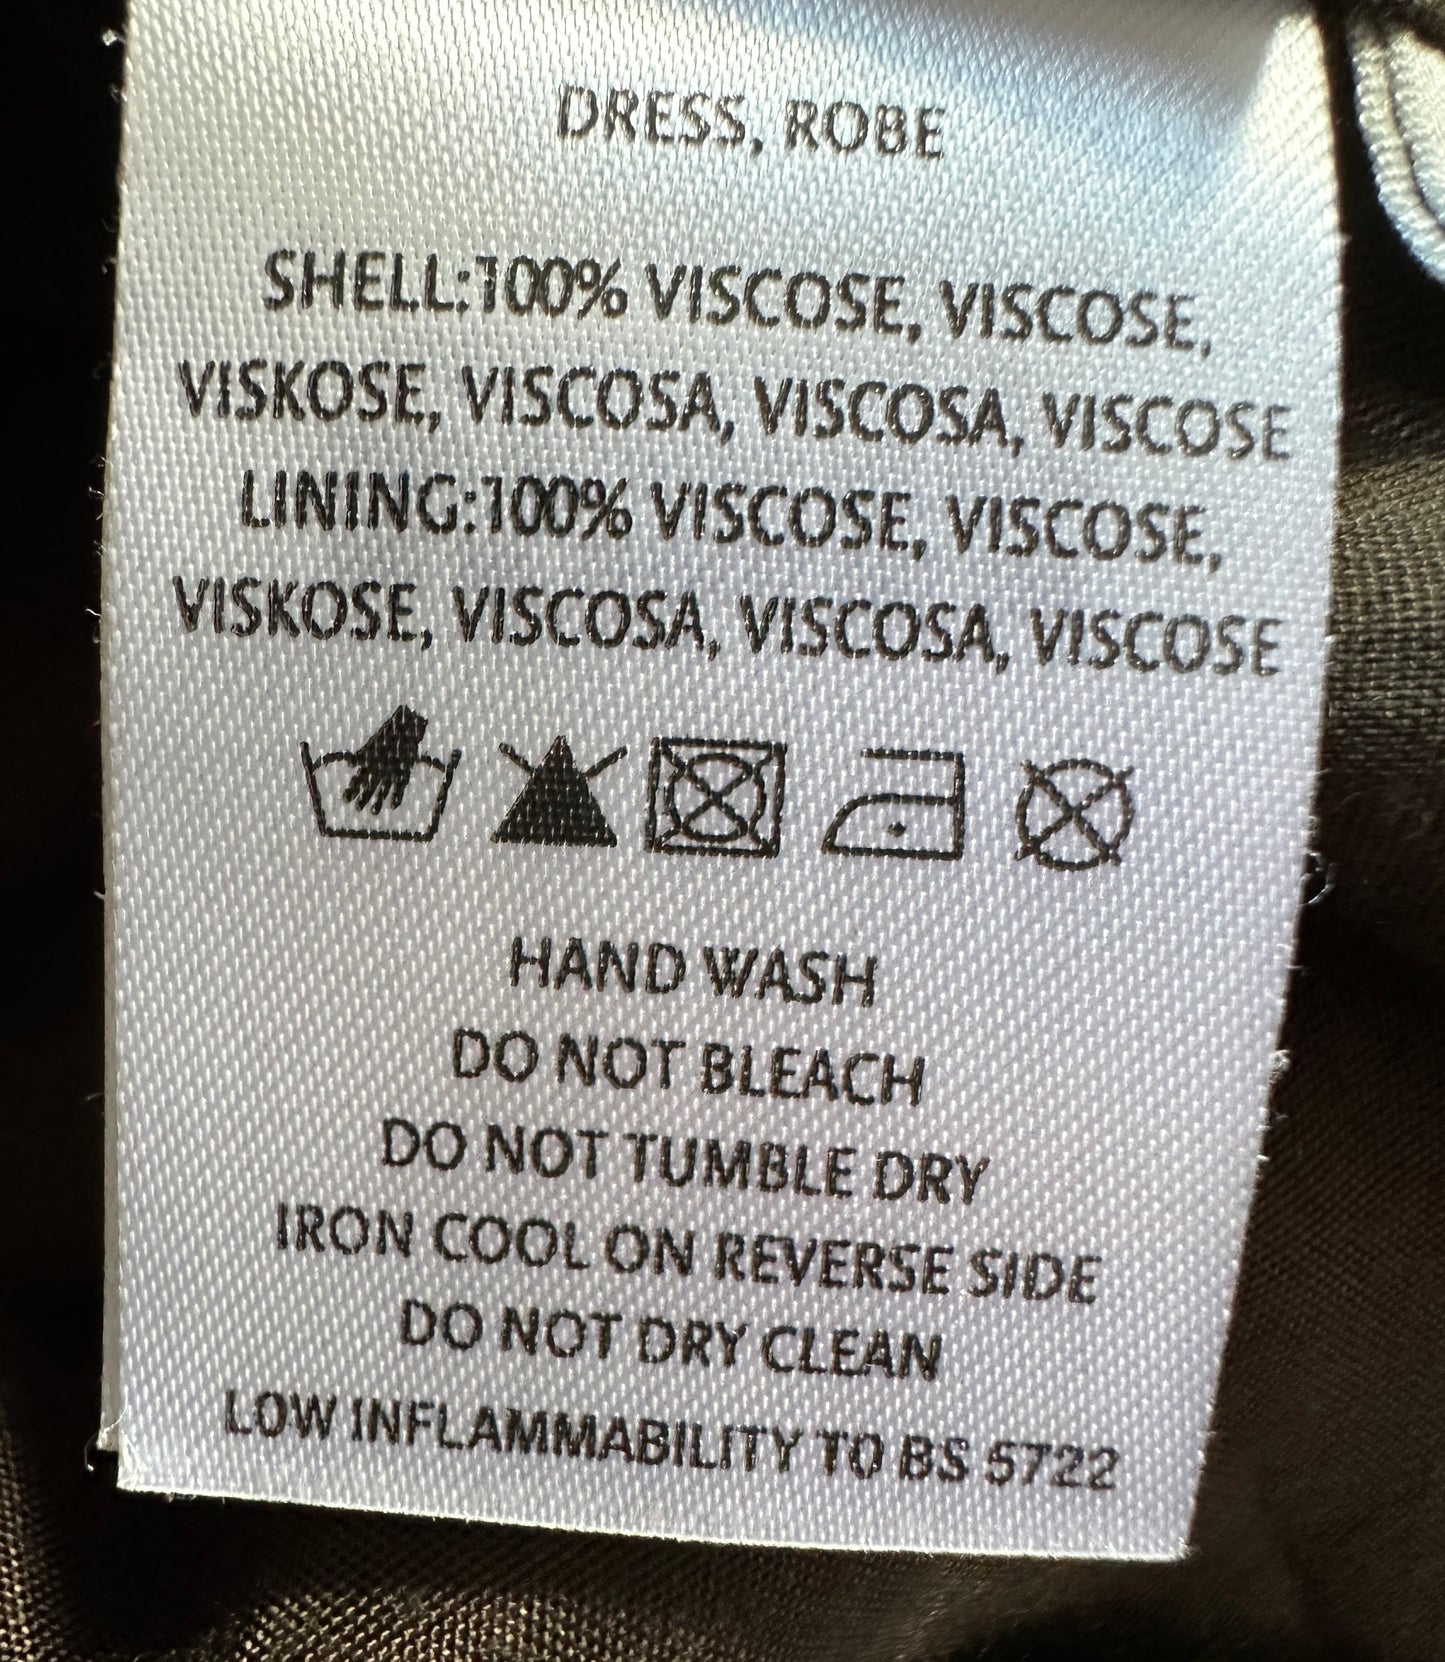 DRESS, ROBE
SHELL:100% VISCOSE, VISCOSE,
VISKOSE, VISCOSA, VISCOSA, VISCOSE
LINING:100% VISCOSE, VISCOSE,
VISKOSE, VISCOSA, VISCOSA, VISCOSE
HAND WASH
DO NOT BLEACH
DO NOT TUMBLE DRY
IRON COOL ON REVERSE SIDE
DO NOT DRY CLEAN
LOW INFLAMMABILITY TO BS 5722